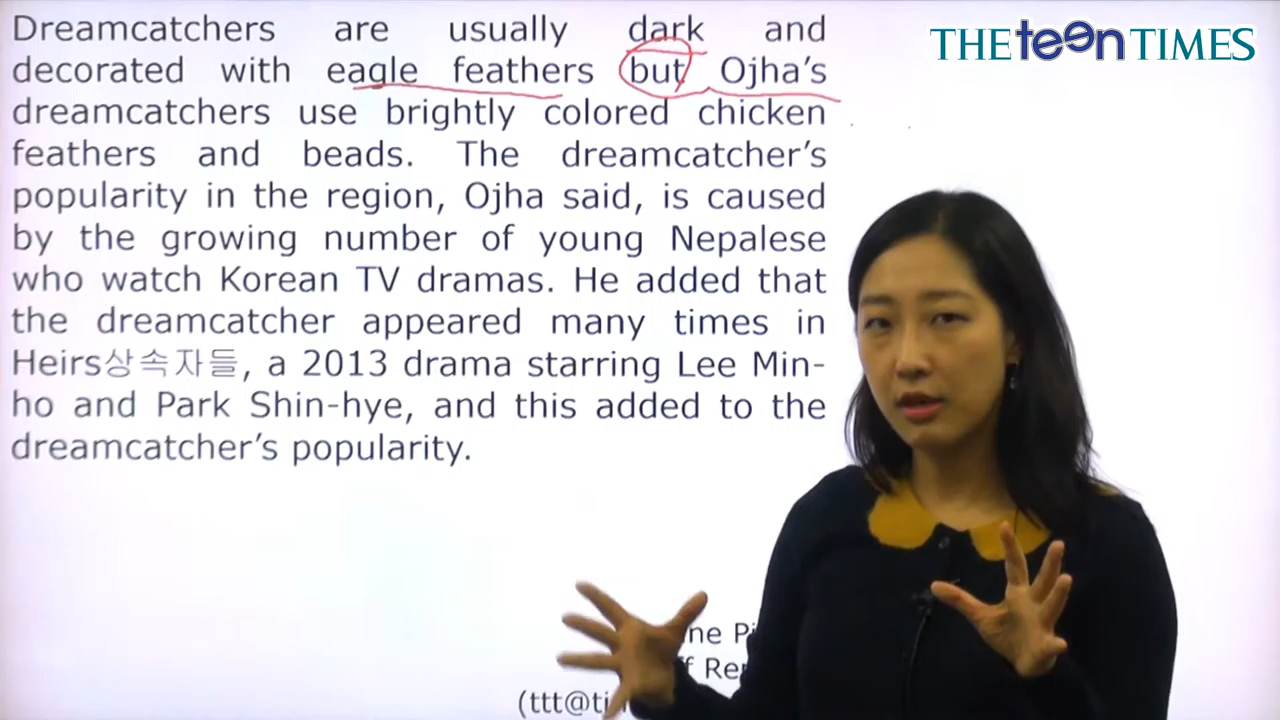 Dreamcatchers are usually dark and
decorated with eagle feathers but Ojha's
dreamcatchers use brightly colored chicken
feathers and beads. The dreamcatcher's
popularity in the region, Ojha said, is caused
by the growing number of young Nepalese
who watch Korean TV dramas. He added that
the dreamcatcher appeared many times in
Heirs상속자들, a 2013 drama starring Lee Min-
ho and Park Shin-hye, and this added to the
dreamcatcher's popularity.
THE teen TIMES